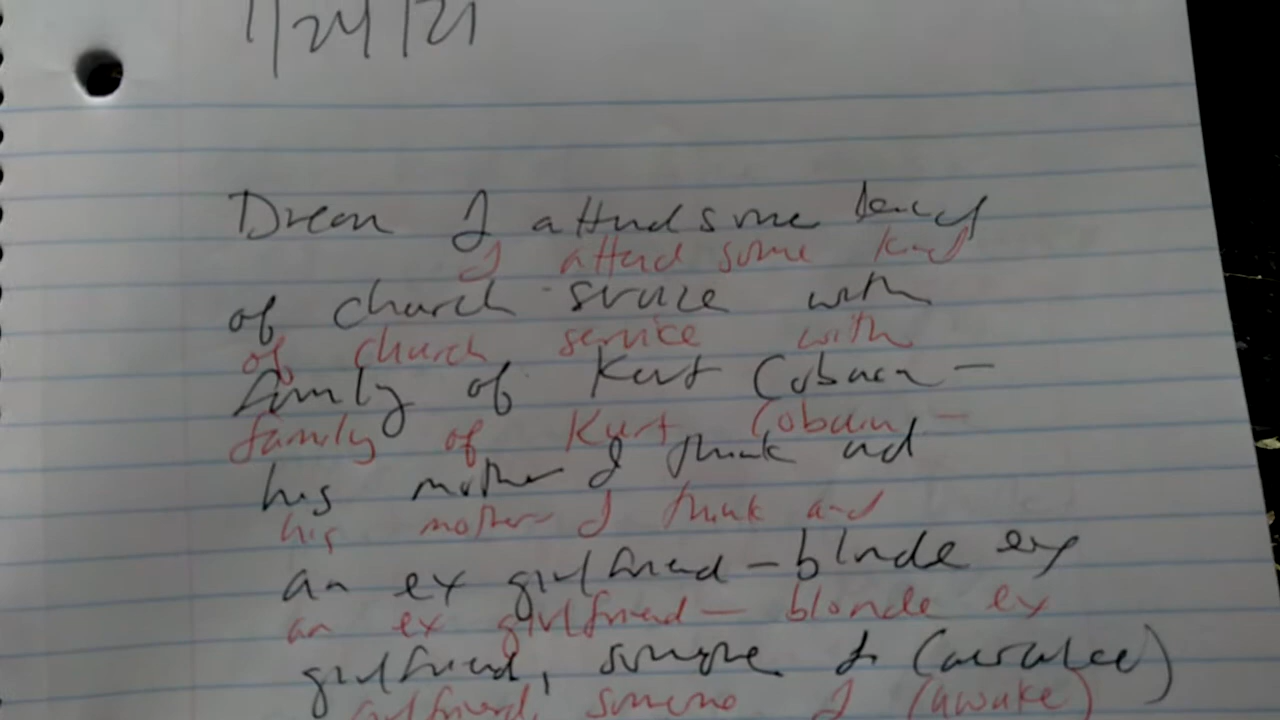 1/24/21
Dream I attend some kind
I attend some kind
of church service with
of church service with
family of Kurt Cobain —
family of Kurt Cobain —
his mother I think and
his mother I think and
an ex girlfriend — blonde ex
an ex girlfriend — blonde ex
girlfriend, someone I (awake)
girlfriend, someone I (awake)